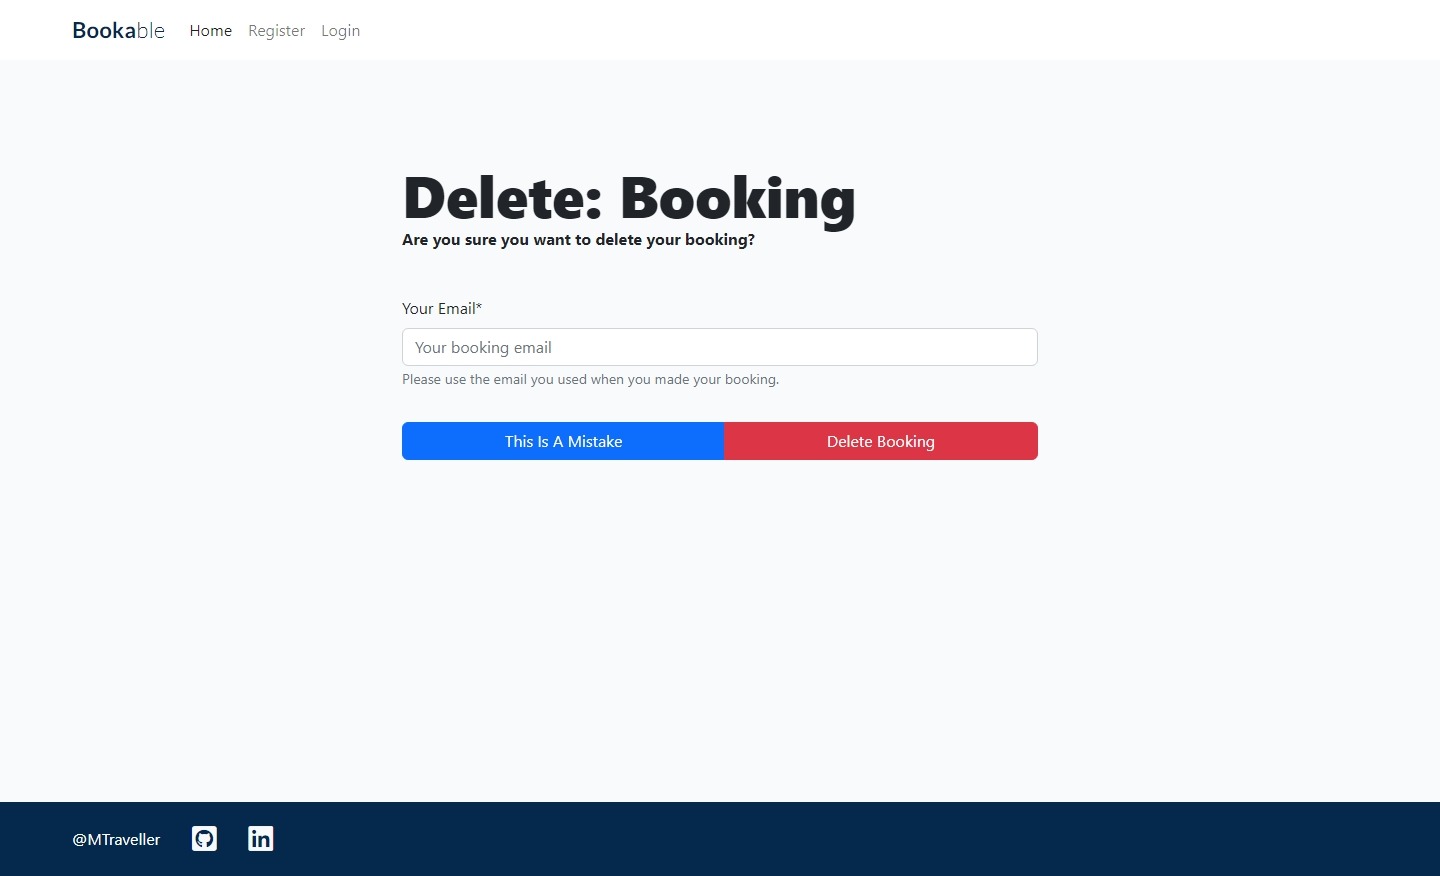 Bookable Home Register Login
Delete: Booking
Are you sure you want to delete your booking?
Your Email*
Your booking email
Please use the email you used when you made your booking.
This Is A Mistake Delete Booking
@MTraveller in